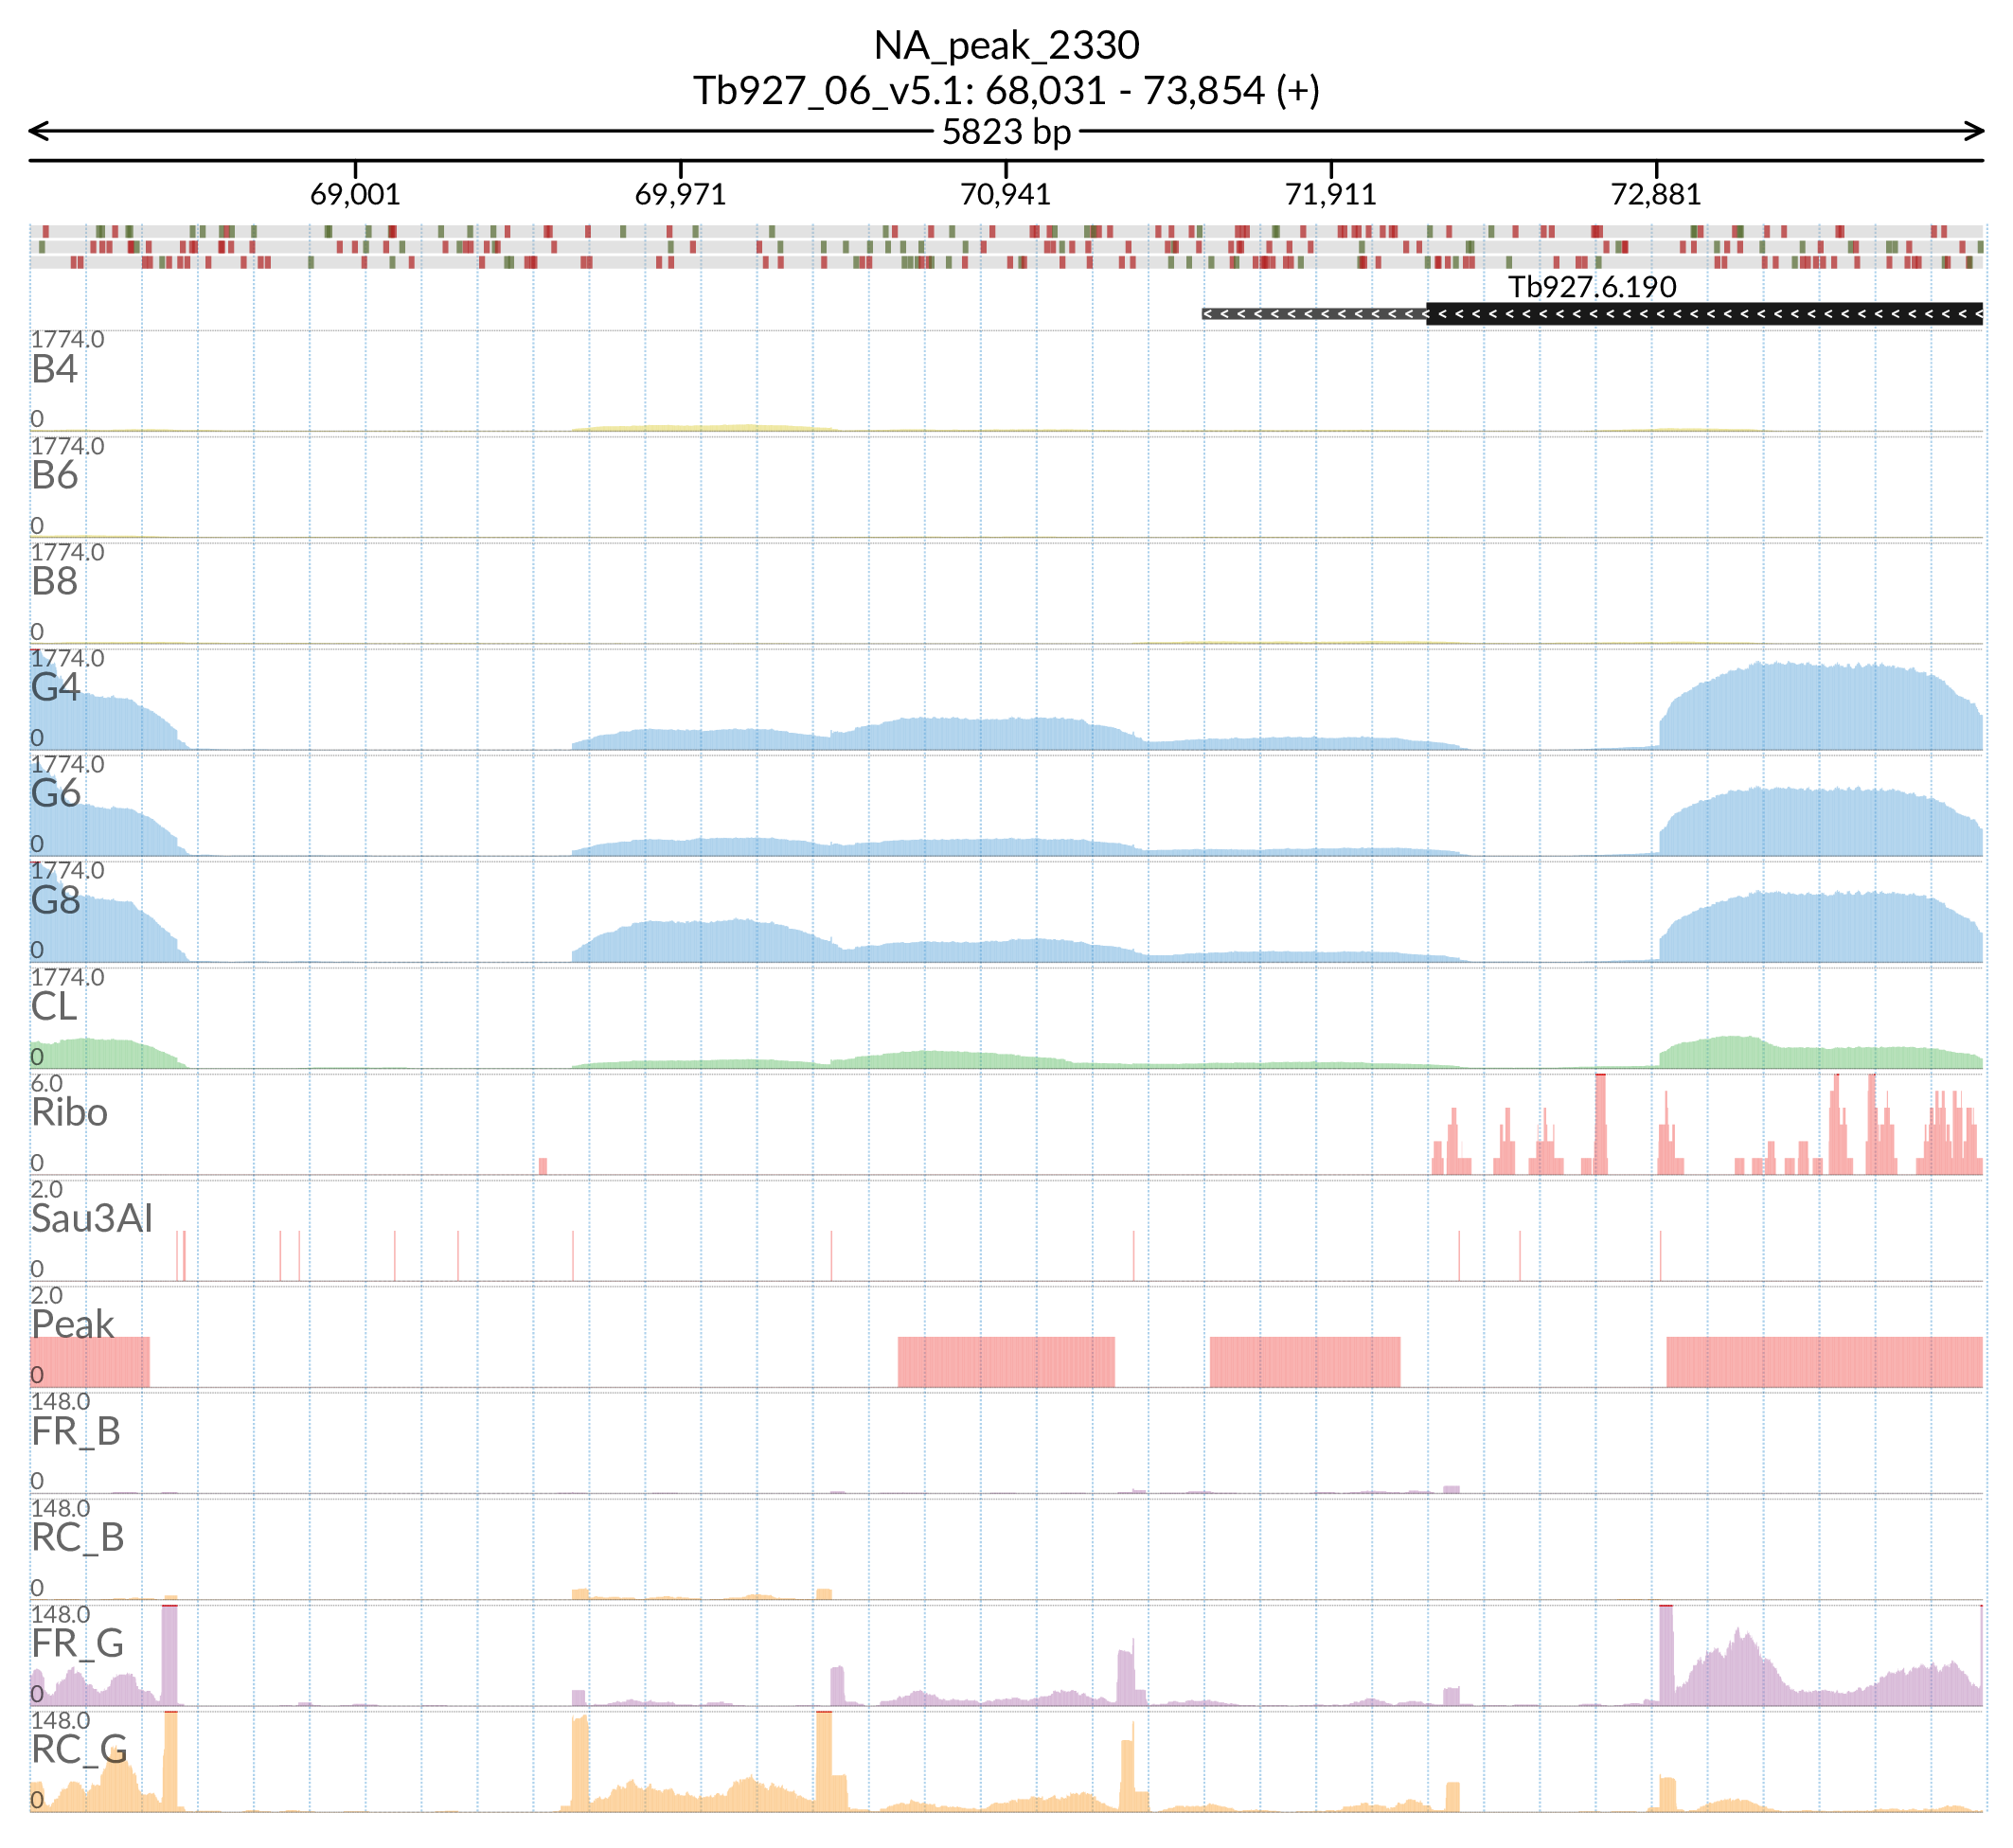 NA_peak_2330
Tb927_06_v5.1: 68,031 - 73,854 (+)
5823 bp
69,001 69,971 70,941 71,911 72,881
Tb927.6.190
1774.0
B4
0
1774.0
B6
0
1774.0
B8
0
1774.0
G4
0
1774.0
G6
0
1774.0
G8
0
1774.0
CL
0
6.0
Ribo
0
2.0
Sau3AI
0
2.0
Peak
0
148.0
FR_B
0
148.0
RC_B
0
148.0
FR_G
0
148.0
RC_G
0